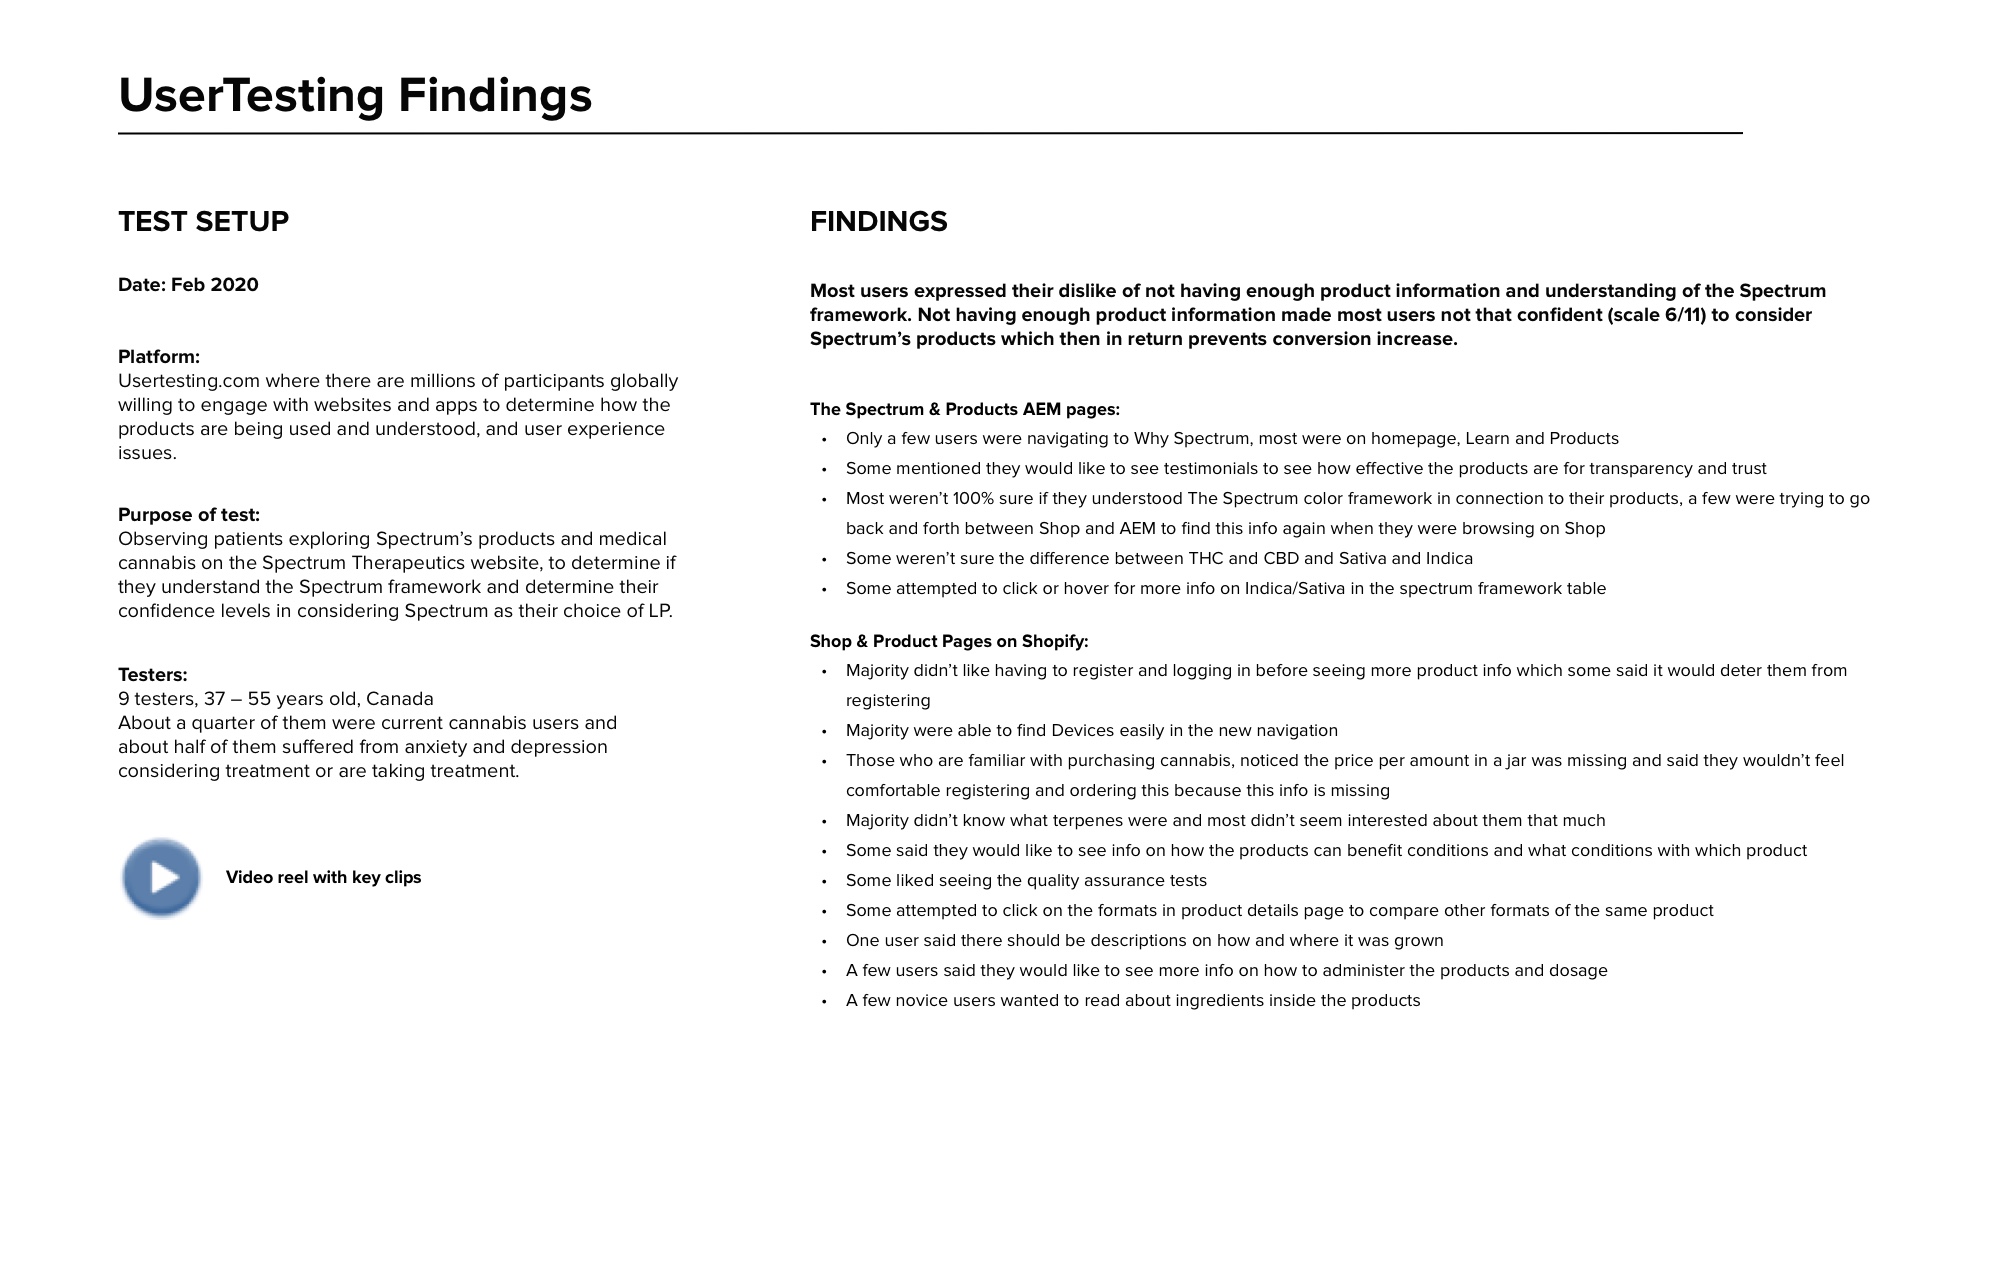 UserTesting Findings
TEST SETUP
Date: Feb 2020
Platform:
Usertesting.com where there are millions of participants globally
willing to engage with websites and apps to determine how the
products are being used and understood, and user experience
issues.
Purpose of test:
Observing patients exploring Spectrum’s products and medical
cannabis on the Spectrum Therapeutics website, to determine if
they understand the Spectrum framework and determine their
confidence levels in considering Spectrum as their choice of LP.
Testers:
9 testers, 37 – 55 years old, Canada
About a quarter of them were current cannabis users and
about half of them suffered from anxiety and depression
considering treatment or are taking treatment.
Video reel with key clips
FINDINGS
Most users expressed their dislike of not having enough product information and understanding of the Spectrum
framework. Not having enough product information made most users not that confident (scale 6/11) to consider
Spectrum’s products which then in return prevents conversion increase.
The Spectrum & Products AEM pages:
• Only a few users were navigating to Why Spectrum, most were on homepage, Learn and Products
• Some mentioned they would like to see testimonials to see how effective the products are for transparency and trust
• Most weren’t 100% sure if they understood The Spectrum color framework in connection to their products, a few were trying to go
back and forth between Shop and AEM to find this info again when they were browsing on Shop
• Some weren’t sure the difference between THC and CBD and Sativa and Indica
• Some attempted to click or hover for more info on Indica/Sativa in the spectrum framework table
Shop & Product Pages on Shopify:
• Majority didn’t like having to register and logging in before seeing more product info which some said it would deter them from
registering
• Majority were able to find Devices easily in the new navigation
• Those who are familiar with purchasing cannabis, noticed the price per amount in a jar was missing and said they wouldn’t feel
comfortable registering and ordering this because this info is missing
• Majority didn’t know what terpenes were and most didn’t seem interested about them that much
• Some said they would like to see info on how the products can benefit conditions and what conditions with which product
• Some liked seeing the quality assurance tests
• Some attempted to click on the formats in product details page to compare other formats of the same product
• One user said there should be descriptions on how and where it was grown
• A few users said they would like to see more info on how to administer the products and dosage
• A few novice users wanted to read about ingredients inside the products